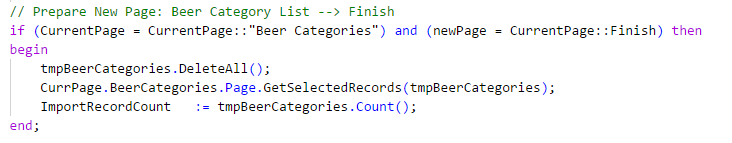 // Prepare New Page: Beer Category List --> Finish
if (CurrentPage = CurrentPage::"Beer Categories") and (newPage = CurrentPage::Finish) then
begin
    tmpBeerCategories.DeleteAll();
    CurrPage.BeerCategories.Page.GetSelectedRecords(tmpBeerCategories);
    ImportRecordCount   := tmpBeerCategories.Count();
end;